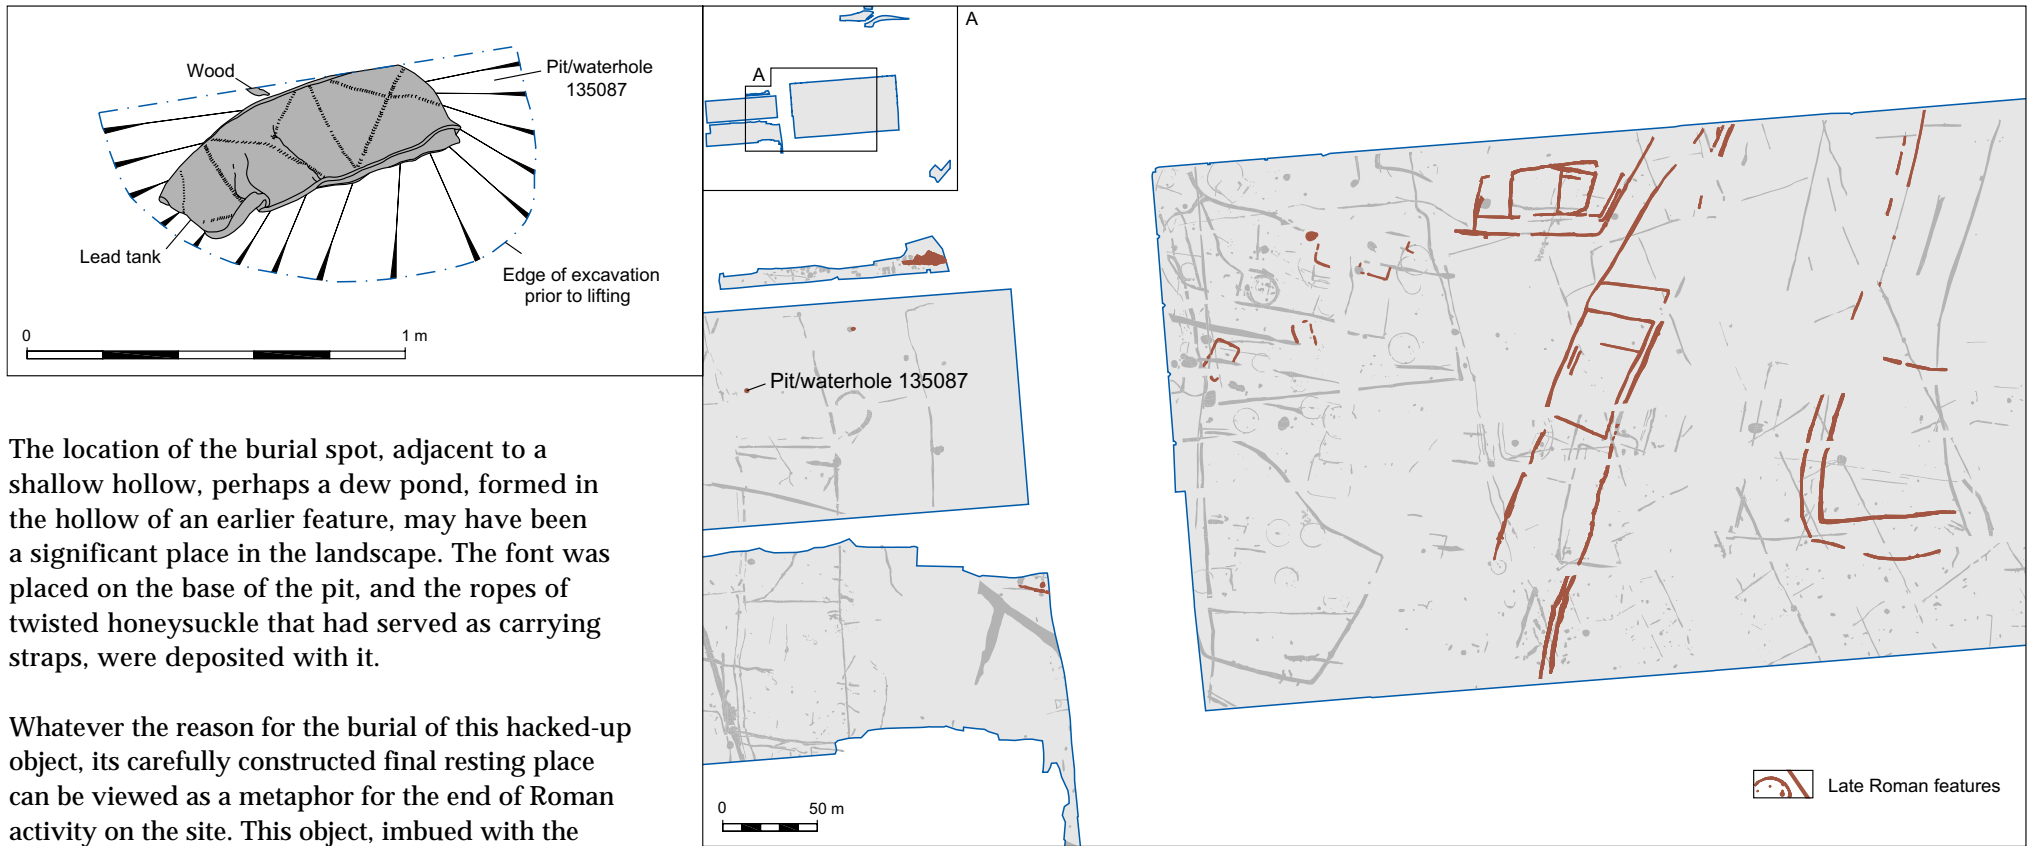 Wood
Pit/waterhole
135087
Lead tank
Edge of excavation
prior to lifting
0
1 m
A
A
Pit/waterhole 135087
0
50 m
Late Roman features
The location of the burial spot, adjacent to a
shallow hollow, perhaps a dew pond, formed in
the hollow of an earlier feature, may have been
a significant place in the landscape. The font was
placed on the base of the pit, and the ropes of
twisted honeysuckle that had served as carrying
straps, were deposited with it.
Whatever the reason for the burial of this hacked-up
object, its carefully constructed final resting place
can be viewed as a metaphor for the end of Roman
activity on the site. This object, imbued with the